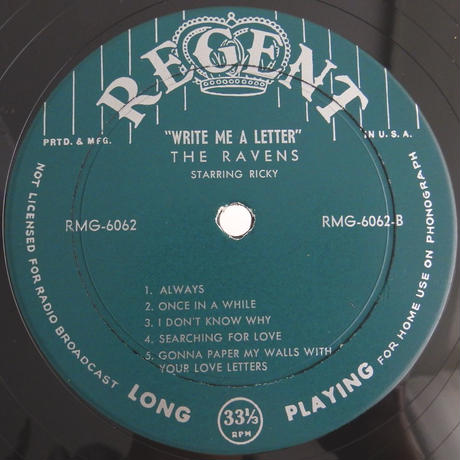 REGENT
PRTD. & MFG.
IN U. S. A.
"WRITE ME A LETTER"
THE RAVENS
STARRING RICKY
RMG-6062
RMG-6062-B
1. ALWAYS
2. ONCE IN A WHILE
3. I DON'T KNOW WHY
4. SEARCHING FOR LOVE
5. GONNA PAPER MY WALLS WITH
YOUR LOVE LETTERS
NOT LICENSED FOR RADIO BROADCAST
LONG
33⅓
RPM
PLAYING
FOR HOME USE ON PHONOGRAPH